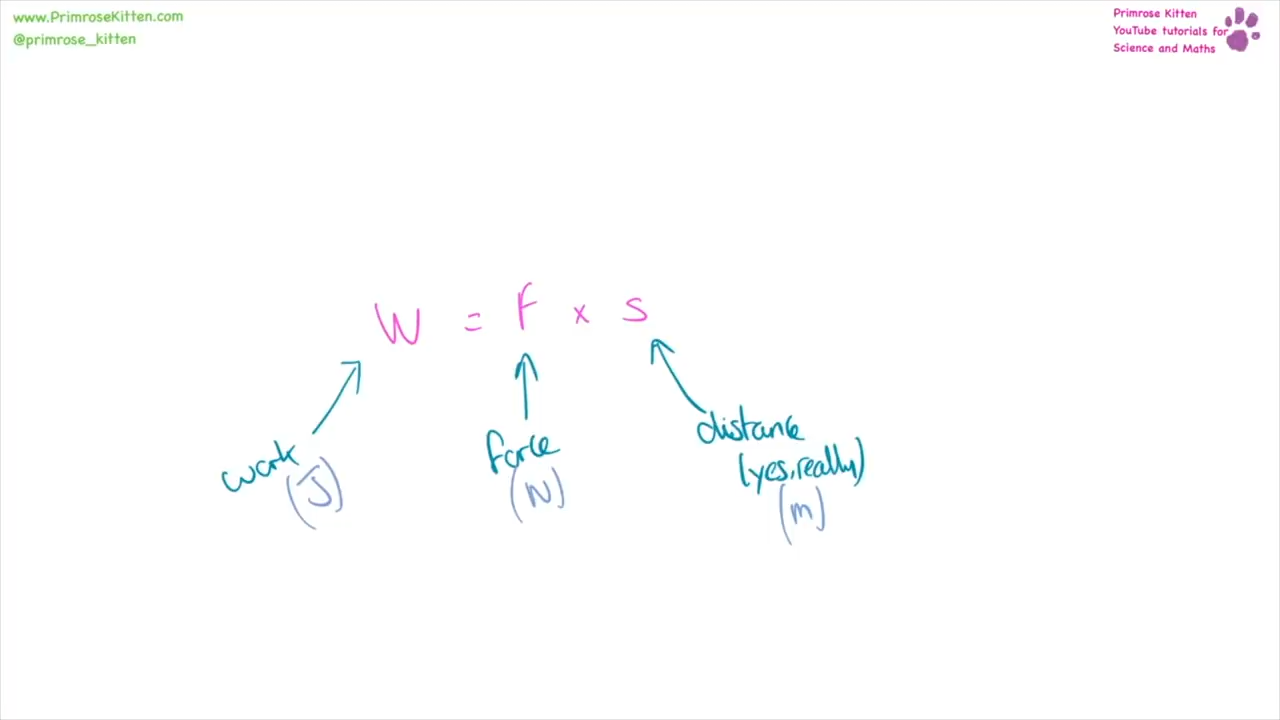 www.PrimroseKitten.com
@primrose_kitten
Primrose Kitten
YouTube tutorials for
Science and Maths
W = F x s
work
(J)
force
(N)
distance
(yes, really)
(m)